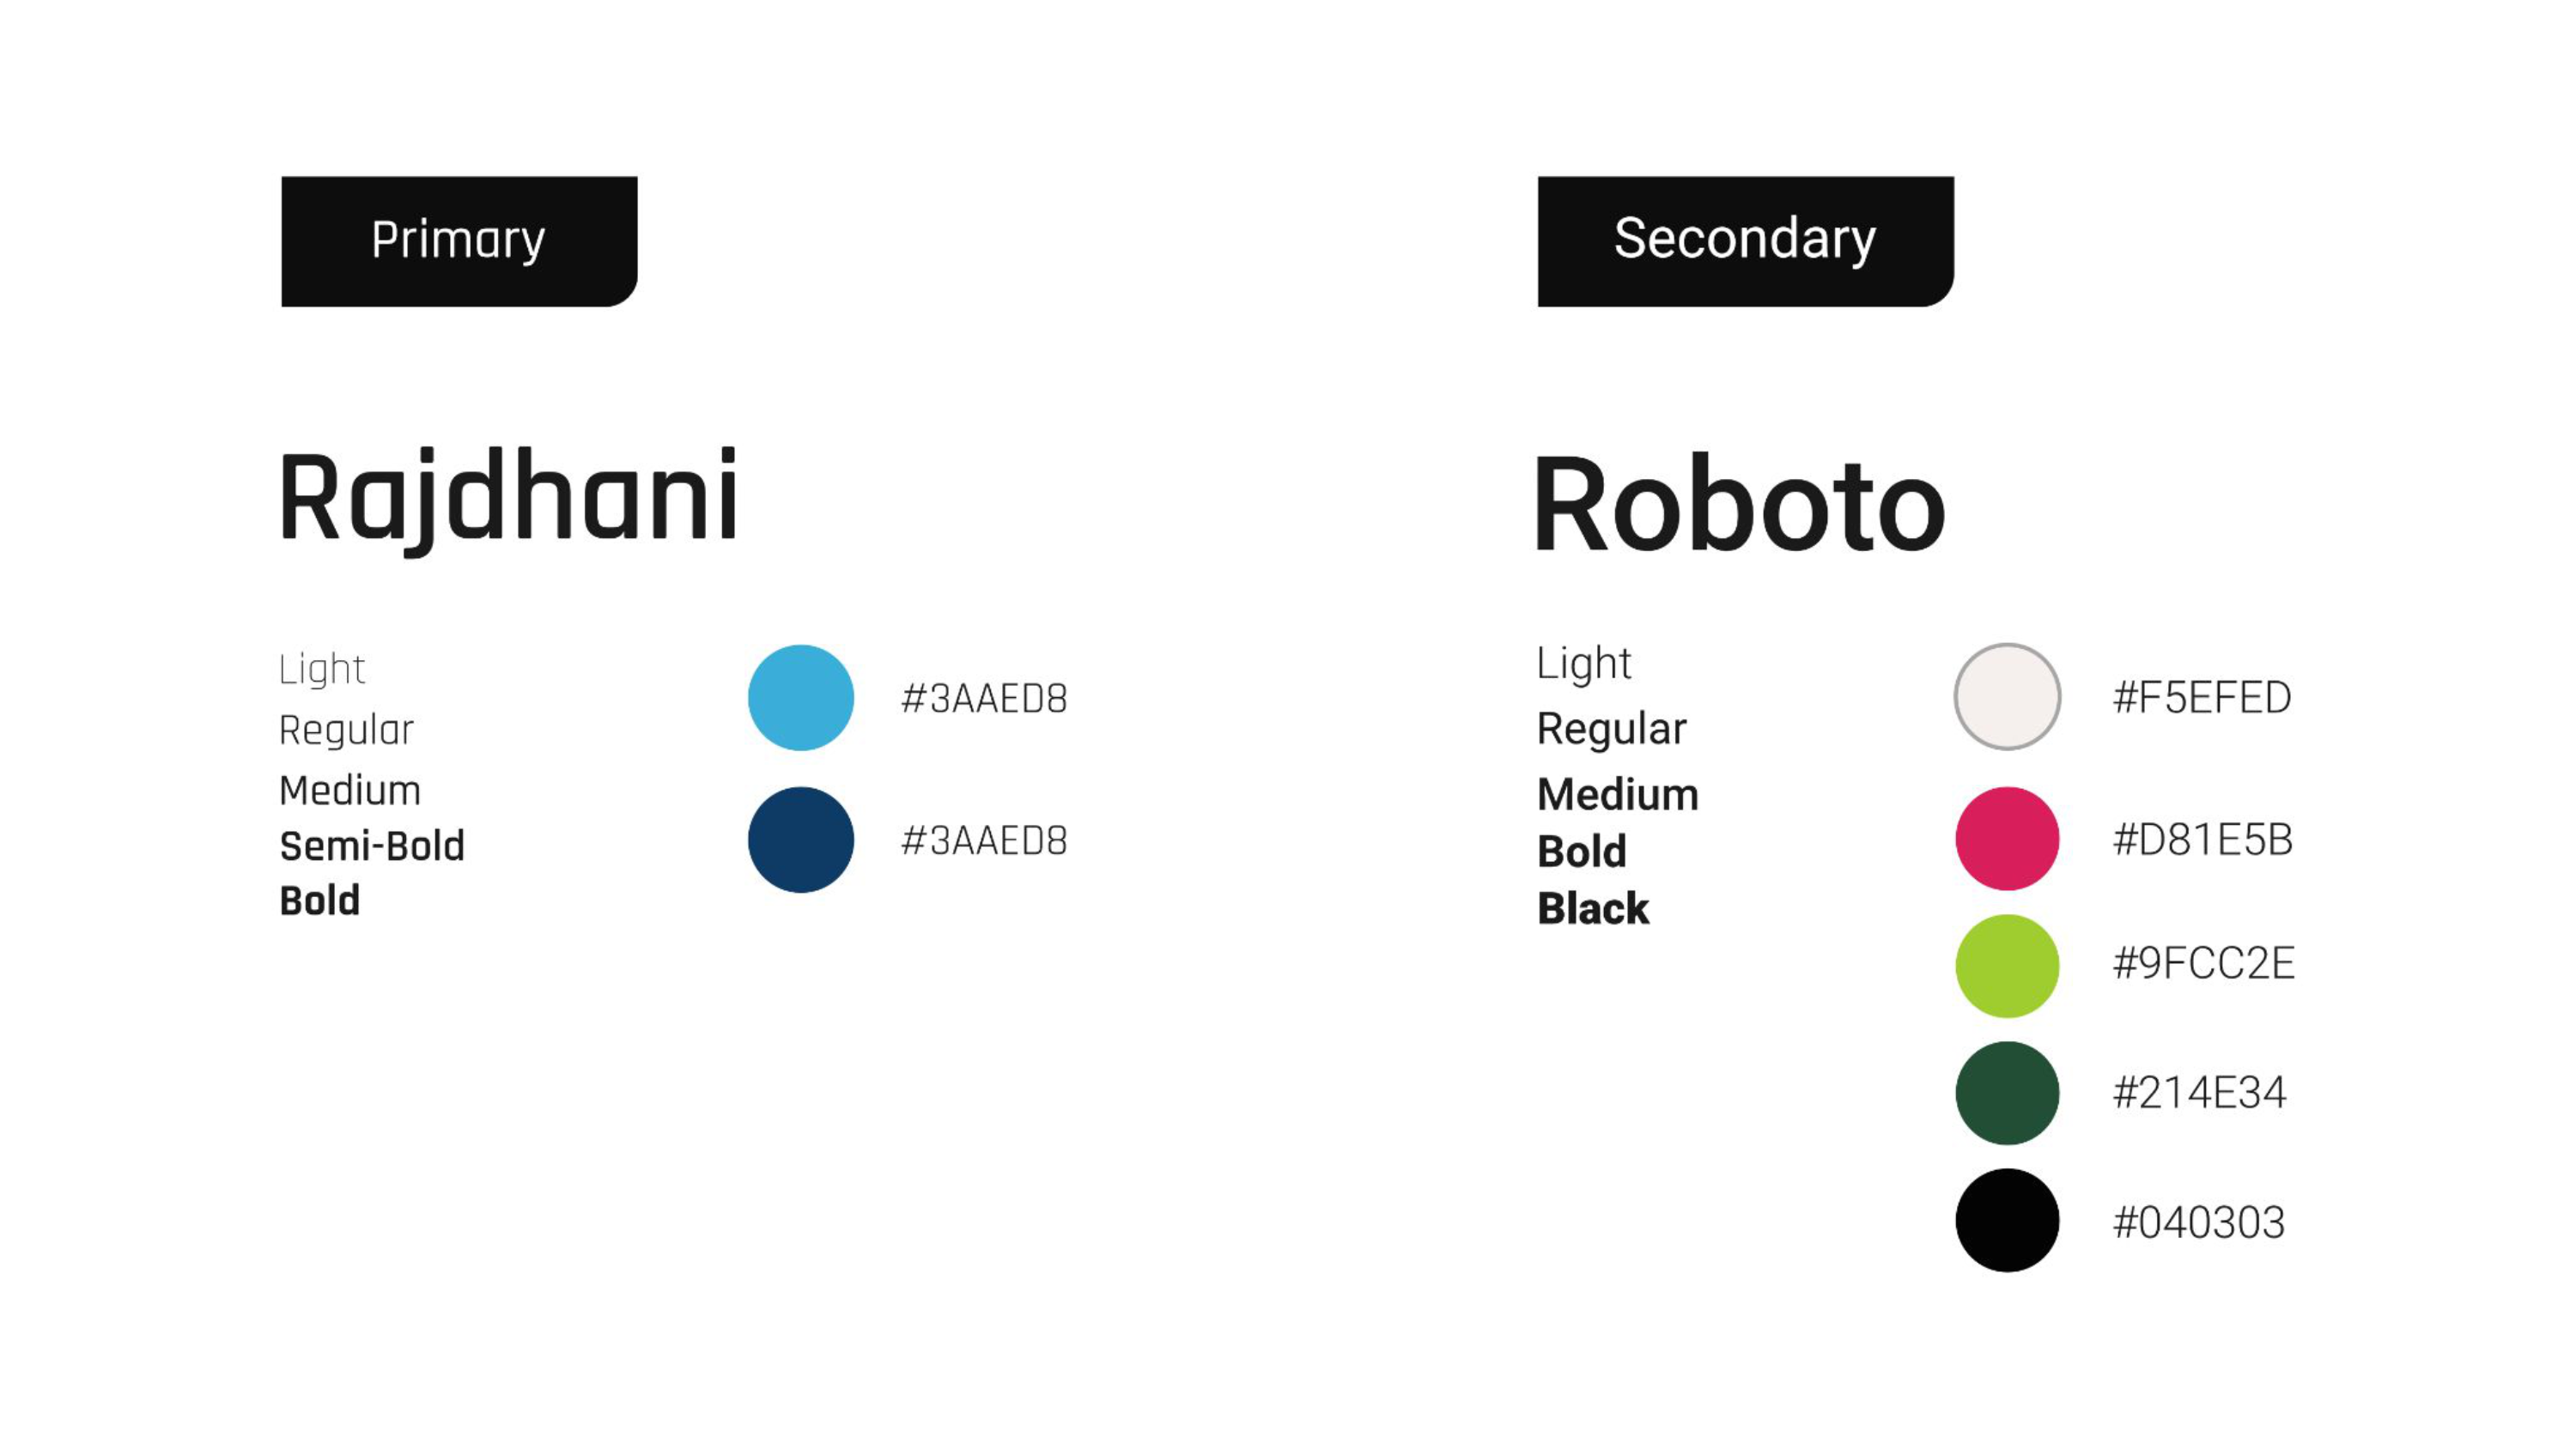 Primary
Rajdhani
Light
Regular
Medium
Semi-Bold
Bold
#3AAED8
#3AAED8
Secondary
Roboto
Light
Regular
Medium
Bold
Black
#F5EFED
#D81E5B
#9FCC2E
#214E34
#040303